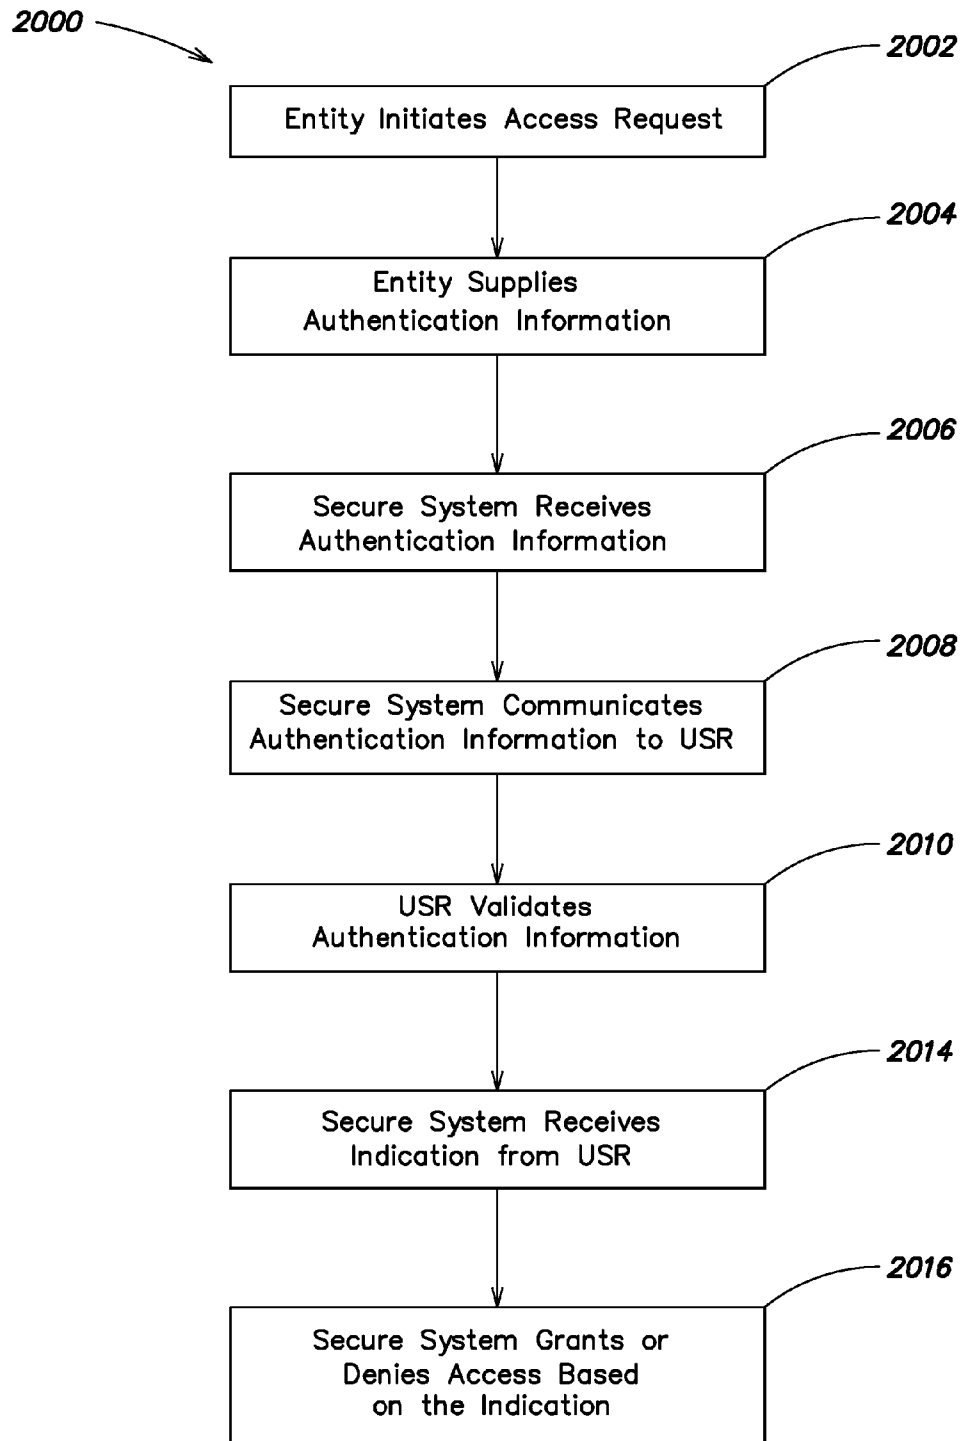 2000
2002
Entity Initiates Access Request
2004
Entity Supplies
Authentication Information
2006
Secure System Receives
Authentication Information
2008
Secure System Communicates
Authentication Information to USR
2010
USR Validates
Authentication Information
2014
Secure System Receives
Indication from USR
2016
Secure System Grants or
Denies Access Based
on the Indication